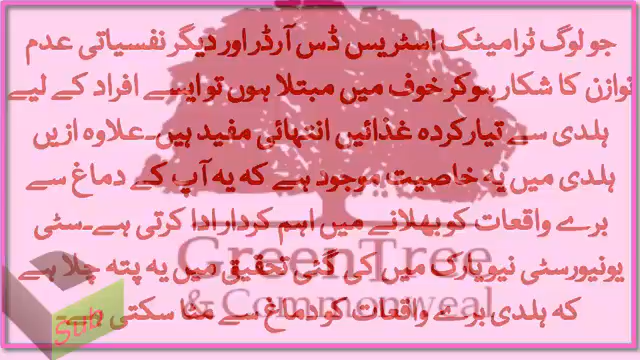 جو لوگ ٹرامیٹک اسٹریس ڈس آرڈر اور دیگر نفسیاتی عدم
توازن کا شکار ہوکر خوف میں مبتلا ہوں تو ایسے افراد کے لیے
ہلدی سے تیار کردہ غذائیں انتہائی مفید ہیں۔علاوہ ازیں
ہلدی میں یہ خاصیت موجود ہے کہ یہ آپ کے دماغ سے
برے واقعات کو بھلانے میں اہم کردار ادا کرتی ہے۔سٹی
یونیورسٹی نیویارک میں کی گئی تحقیق میں یہ پتہ چلا ہے
کہ ہلدی برے واقعات کو دماغ سے مٹا سکتی ہے۔
GreenTree
& Commonweal
Sub